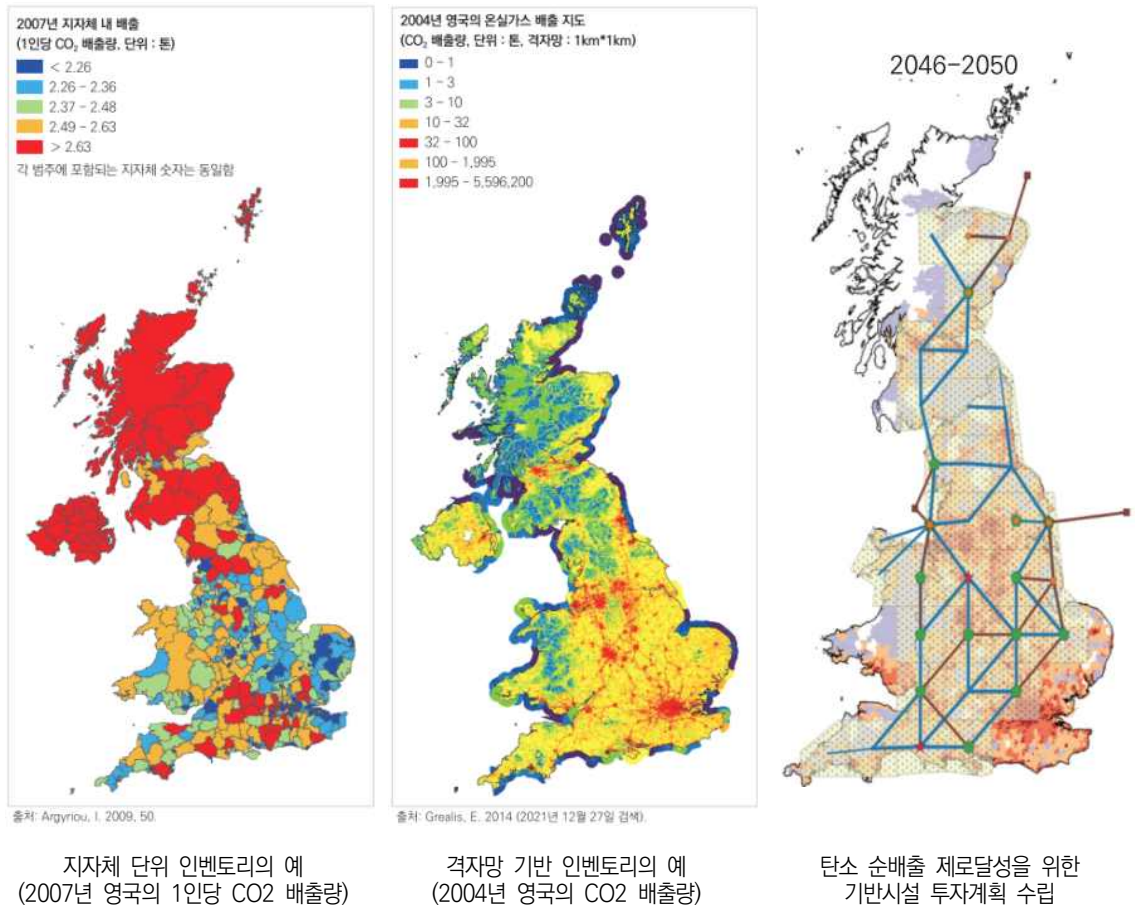 2007년 지자체 내 배출
(1인당 CO₂ 배출량, 단위 : 톤)
< 2.26
2.26 - 2.36
2.37 - 2.48
2.49 - 2.63
> 2.63
각 범주에 포함되는 지자체 숫자는 동일함
출처: Argyriou, I. 2009, 50.
지자체 단위 인벤토리의 예
(2007년 영국의 1인당 CO2 배출량)
2004년 영국의 온실가스 배출 지도
(CO₂ 배출량, 단위 : 톤, 격자망 : 1km*1km)
0 - 1
1 - 3
3 - 10
10 - 32
32 - 100
100 - 1,995
1,995 - 5,596,200
출처: Grealis, E. 2014 (2021년 12월 27일 검색).
격자망 기반 인벤토리의 예
(2004년 영국의 CO2 배출량)
2046-2050
탄소 순배출 제로달성을 위한
기반시설 투자계획 수립